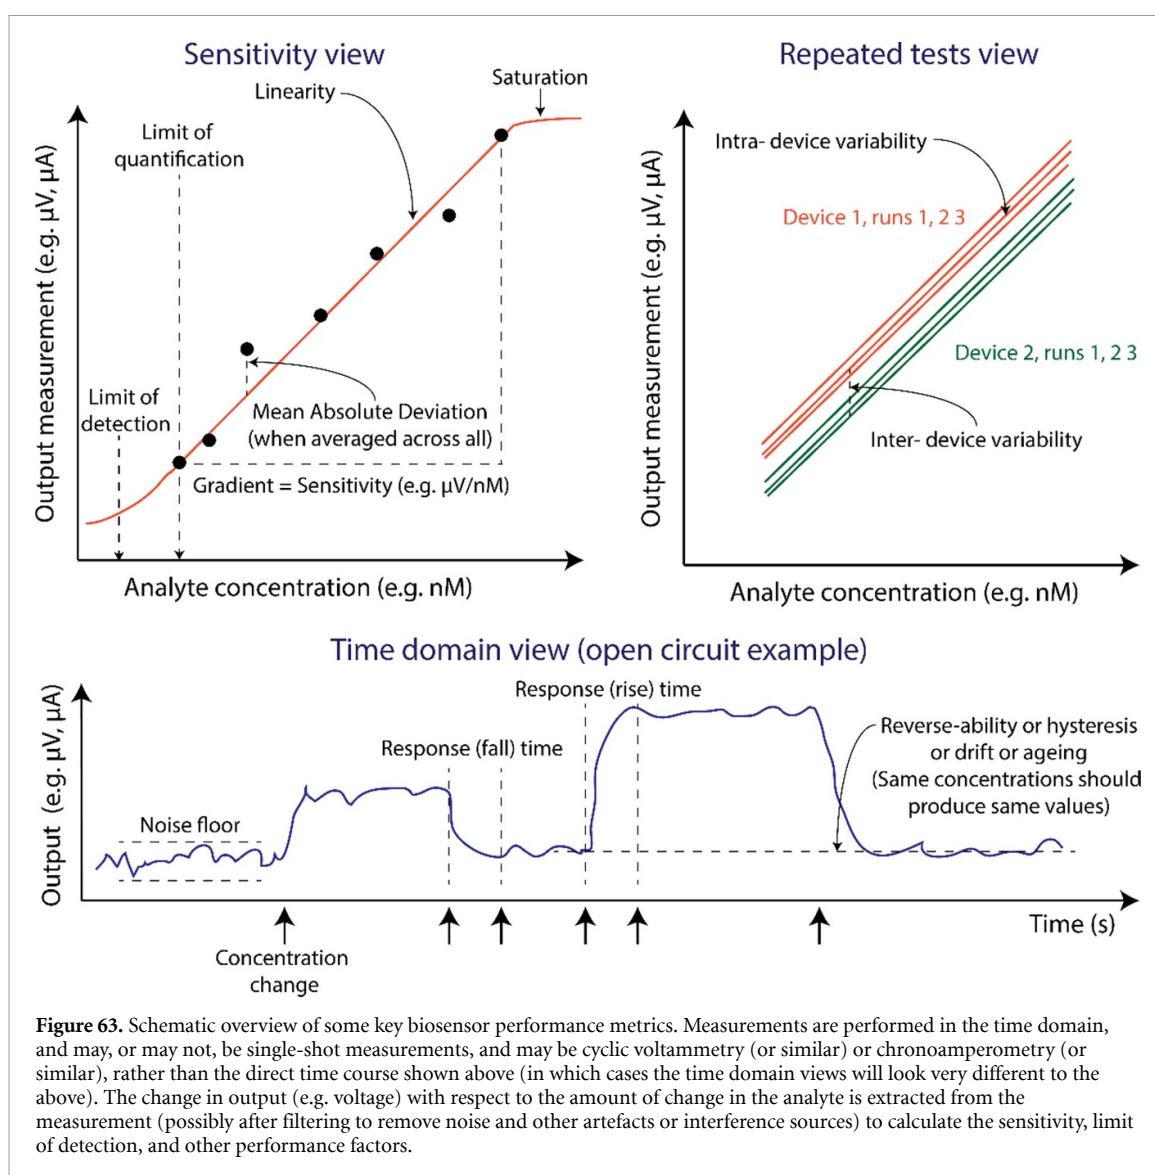 Sensitivity view
Saturation
Linearity
Limit of
quantification
Limit of
detection
Mean Absolute Deviation
(when averaged across all)
Gradient = Sensitivity (e.g. µV/nM)
Output measurement (e.g. µV, µA)
Analyte concentration (e.g. nM)
Repeated tests view
Intra- device variability
Device 1, runs 1, 2 3
Device 2, runs 1, 2 3
Inter- device variability
Output measurement (e.g. µV, µA)
Analyte concentration (e.g. nM)
Time domain view (open circuit example)
Response (rise) time
Response (fall) time
Reverse-ability or hysteresis
or drift or ageing
(Same concentrations should
produce same values)
Noise floor
Output (e.g. µV, µA)
Time (s)
Concentration
change
Figure 63. Schematic overview of some key biosensor performance metrics. Measurements are performed in the time domain,
and may, or may not, be single-shot measurements, and may be cyclic voltammetry (or similar) or chronoamperometry (or
similar), rather than the direct time course shown above (in which cases the time domain views will look very different to the
above). The change in output (e.g. voltage) with respect to the amount of change in the analyte is extracted from the
measurement (possibly after filtering to remove noise and other artefacts or interference sources) to calculate the sensitivity, limit
of detection, and other performance factors.